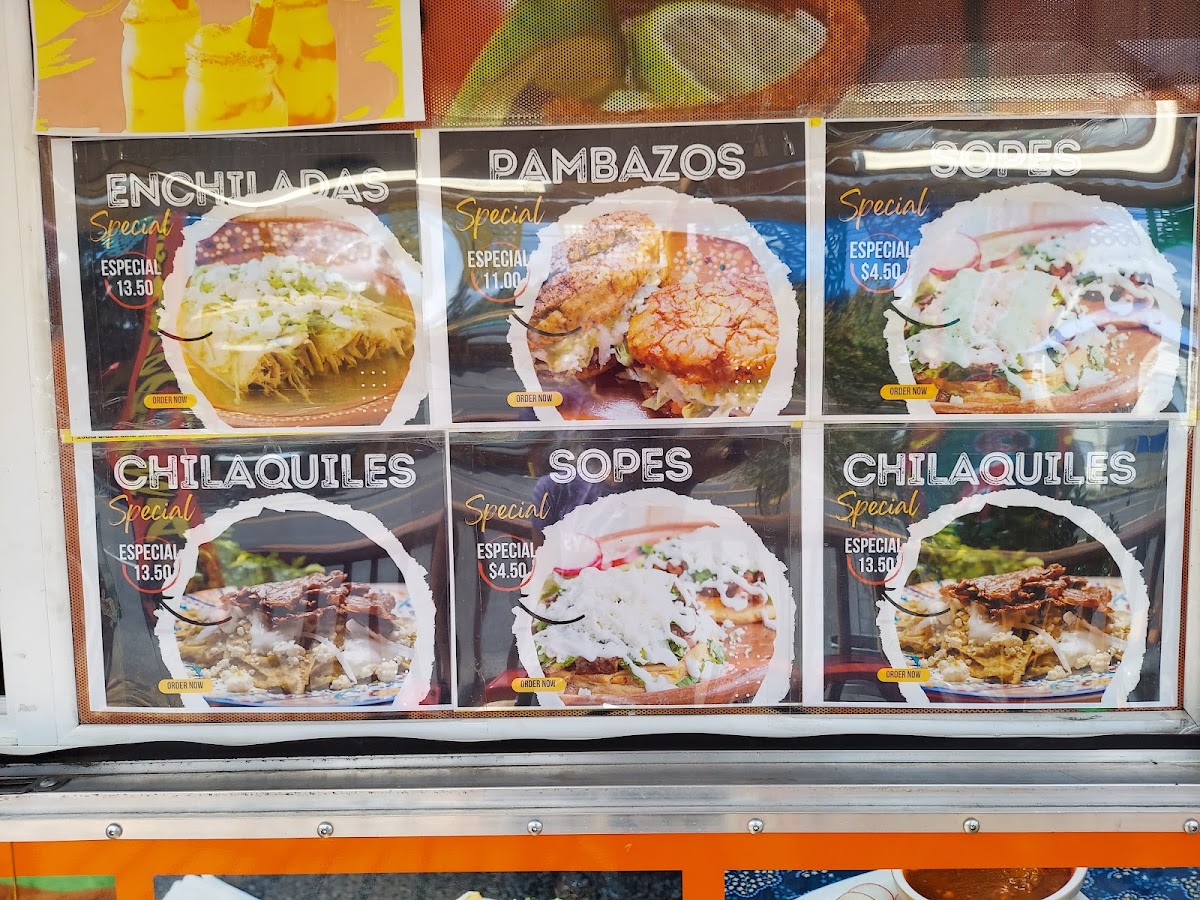 ENCHILADAS
Special
ESPECIAL
13.50
ORDER NOW
PAMBAZOS
Special
ESPECIAL
11.00
ORDER NOW
SOPES
Special
ESPECIAL
$4.50
ORDER NOW
CHILAQUILES
Special
ESPECIAL
13.50
ORDER NOW
SOPES
Special
ESPECIAL
$4.50
ORDER NOW
CHILAQUILES
Special
ESPECIAL
13.50
ORDER NOW